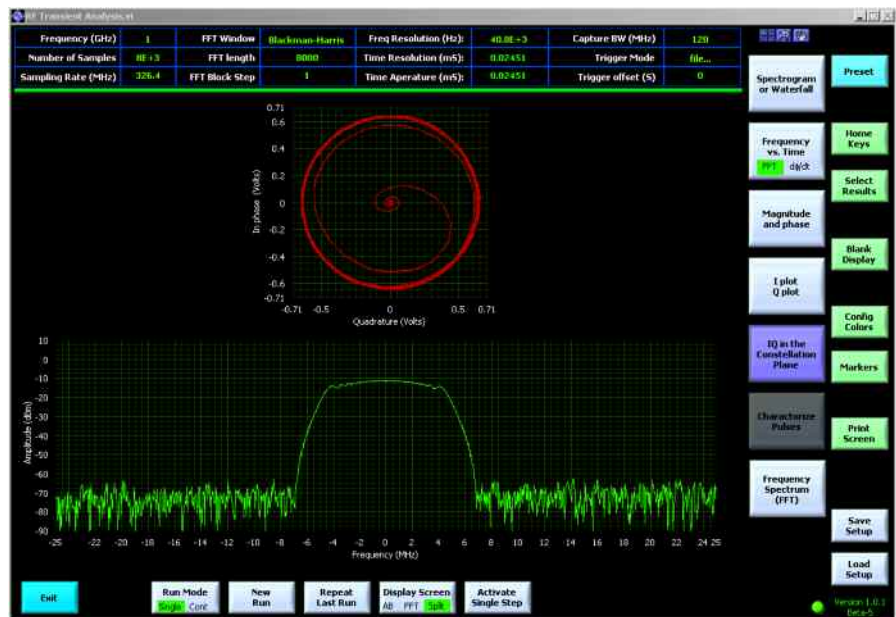 RF Transient Analysis.vi
Frequency (GHz) 1 FFT Window Blackman-Harris Freq Resolution (Hz): 40.8E+3 Capture BW (MHz) 120
Number of Samples 8E+3 FFT length 8000 Time Resolution (mS): 0.02451 Trigger Mode file...
Sampling Rate (MHz) 326.4 FFT Block Step 1 Time Aperature (mS): 0.02451 Trigger offset (S) 0
Spectrogram
or Waterfall
Preset
Frequency
vs. Time
FFT dφ/dt
Home
Keys
Select
Results
Magnitude
and phase
Blank
Display
I plot
Q plot
Config
Colors
IQ in the
Constellation
Plane
Markers
Characterize
Pulses
Print
Screen
Frequency
Spectrum
(FFT)
Save
Setup
Load
Setup
0.71
0.6
0.4
0.2
0
-0.2
-0.4
-0.6
-0.71
In phase (Volts)
-0.71 -0.5 0 0.5 0.71
Quadrature (Volts)
10
0
-10
-20
-30
-40
-50
-60
-70
-80
-90
Amplitude (dBm)
-25 -22 -20 -18 -16 -14 -12 -10 -8 -6 -4 -2 0 2 4 6 8 10 12 14 16 18 20 22 24 25
Frequency (MHz)
Exit
Run Mode
Single Cont
New
Run
Repeat
Last Run
Display Screen
AB FFT Split
Activate
Single Step
Version 1.0.1
Beta-5